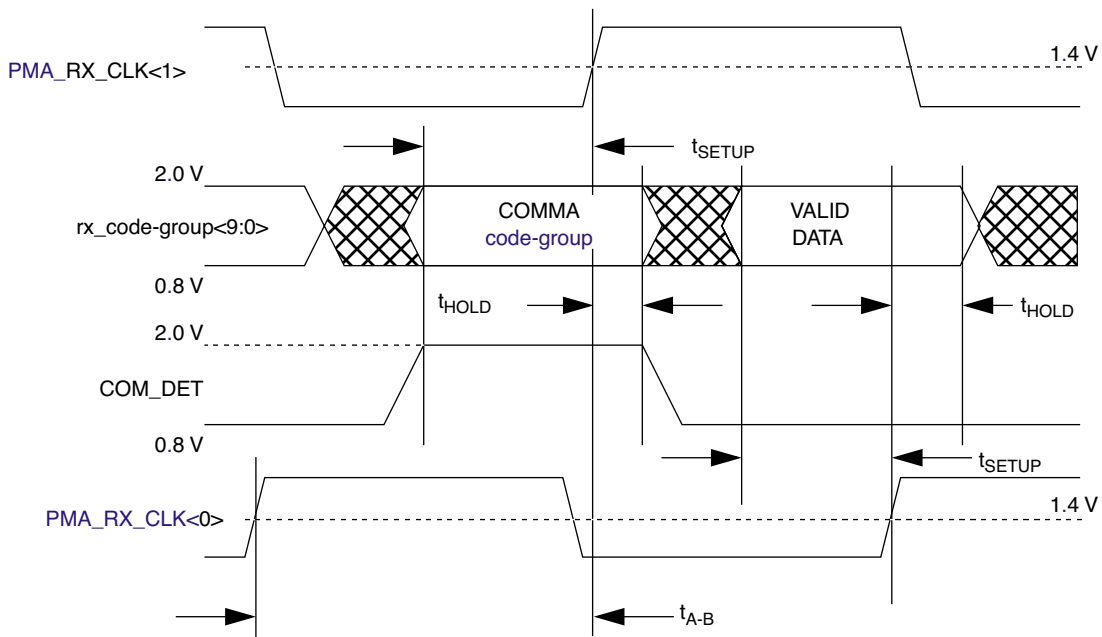 1.4 V
PMA_RX_CLK<1>
tSETUP
2.0 V
COMMA
code-group
VALID
DATA
rx_code-group<9:0>
0.8 V
tHOLD
tHOLD
2.0 V
COM_DET
0.8 V
tSETUP
1.4 V
PMA_RX_CLK<0>
tA-B